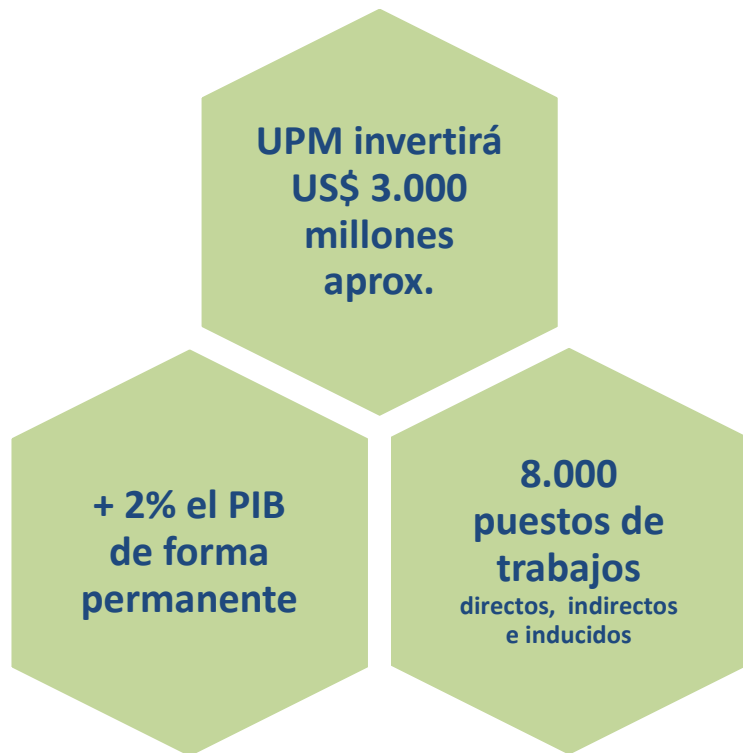 UPM invertirá
US$ 3.000
millones
aprox.
+ 2% el PIB
de forma
permanente
8.000
puestos de
trabajos
directos, indirectos
e inducidos